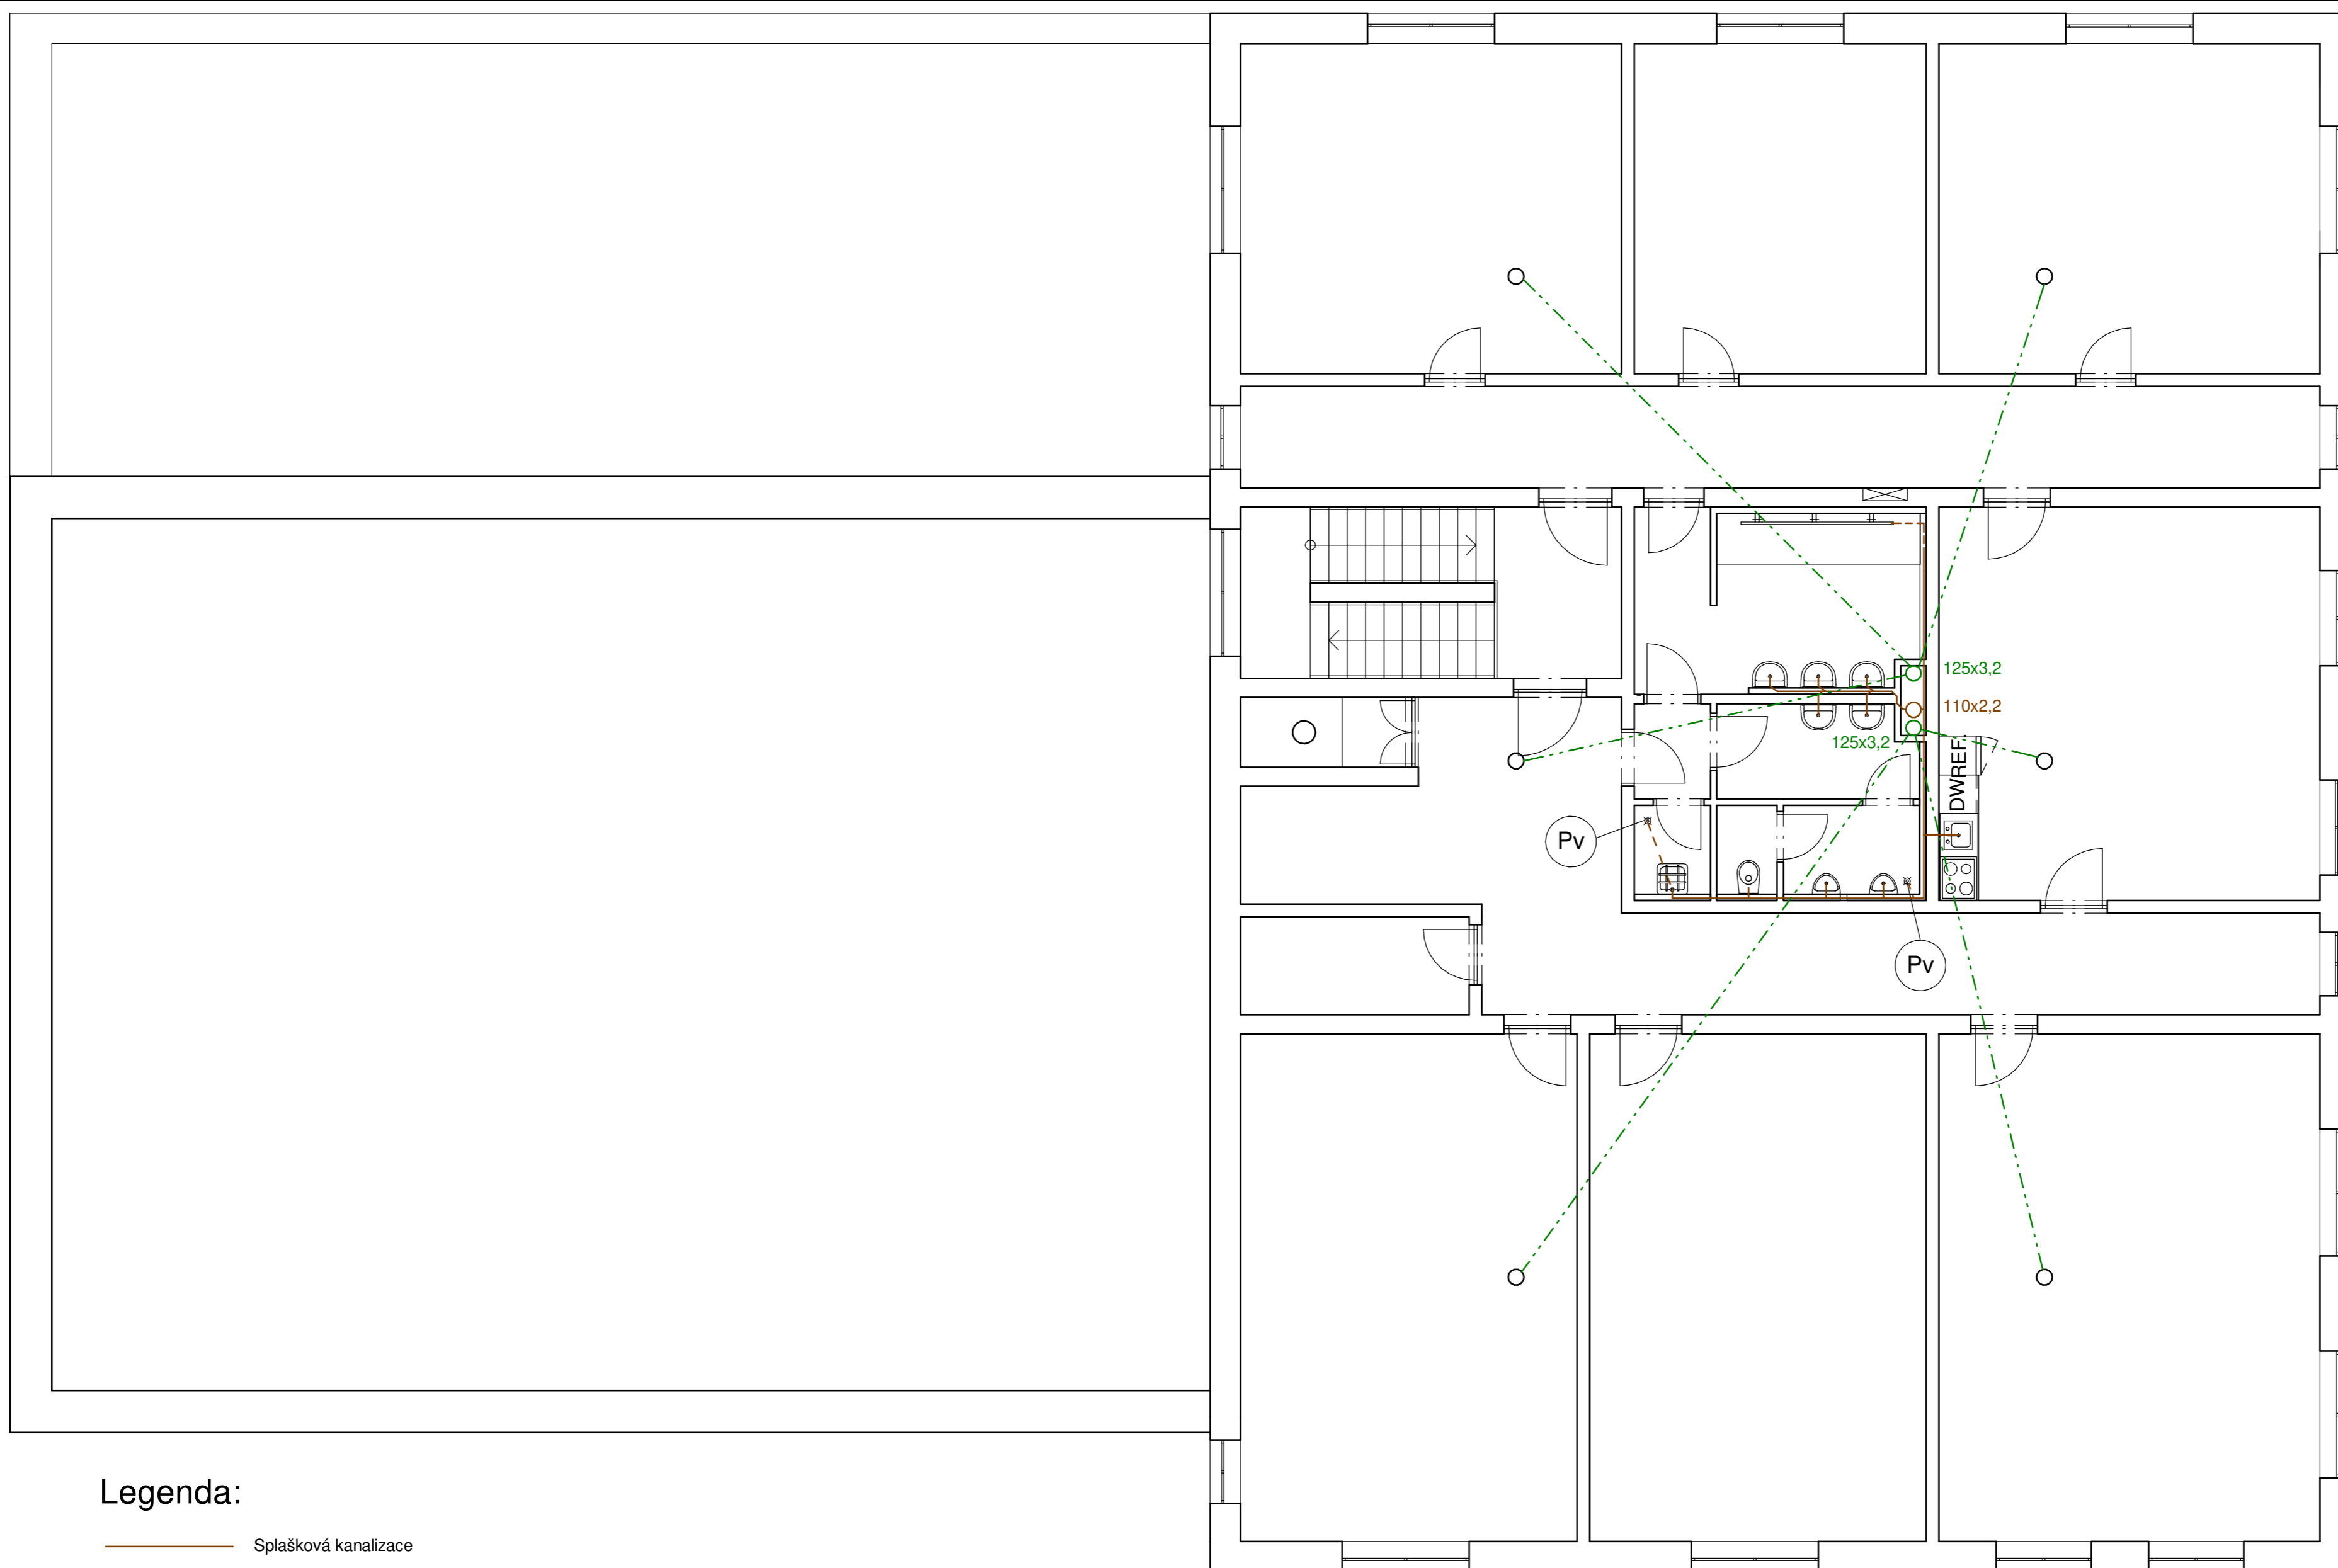 125x3,2
110x2,2
125x3,2
DWREF.
Pv
Pv
Legenda:
Splašková kanalizace